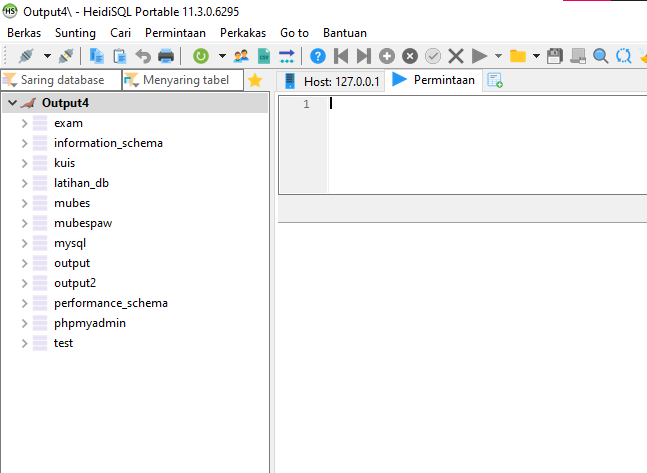 Output4\ - HeidiSQL Portable 11.3.0.6295
Berkas Sunting Cari Permintaan Perkakas Go to Bantuan
Saring database Menyaring tabel
Host: 127.0.0.1 Permintaan
1
Output4
exam
information_schema
kuis
latihan_db
mubes
mubespaw
mysql
output
output2
performance_schema
phpmyadmin
test